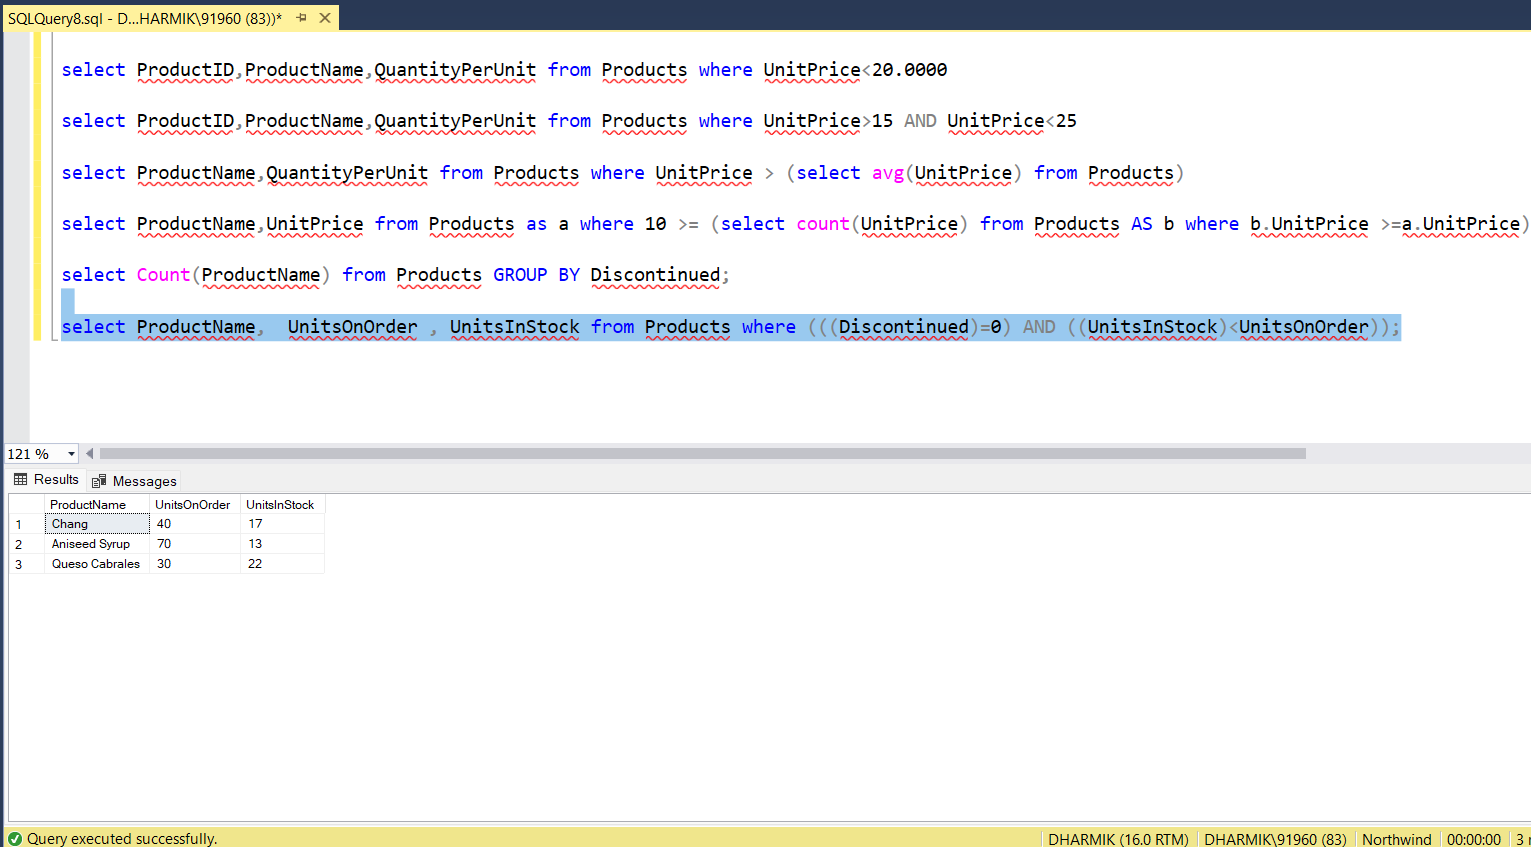 SQLQuery8.sql - D...HARMIK\91960 (83))*
select ProductID,ProductName,QuantityPerUnit from Products where UnitPrice<20.0000
select ProductID,ProductName,QuantityPerUnit from Products where UnitPrice>15 AND UnitPrice<25
select ProductName,QuantityPerUnit from Products where UnitPrice > (select avg(UnitPrice) from Products)
select ProductName,UnitPrice from Products as a where 10 >= (select count(UnitPrice) from Products AS b where b.UnitPrice >=a.UnitPrice)
select Count(ProductName) from Products GROUP BY Discontinued;
select ProductName,  UnitsOnOrder , UnitsInStock from Products where (((Discontinued)=0) AND ((UnitsInStock)<UnitsOnOrder));
121 %
Results Messages
ProductName UnitsOnOrder UnitsInStock
1 Chang 40 17
2 Aniseed Syrup 70 13
3 Queso Cabrales 30 22
Query executed successfully. DHARMIK (16.0 RTM) DHARMIK\91960 (83) Northwind 00:00:00 3